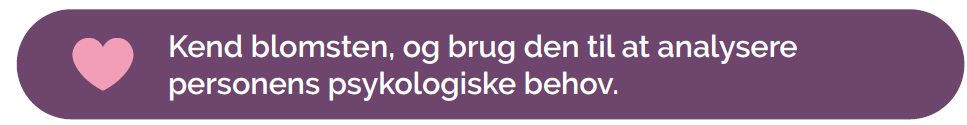 Kend blomsten, og brug den til at analysere
personens psykologiske behov.